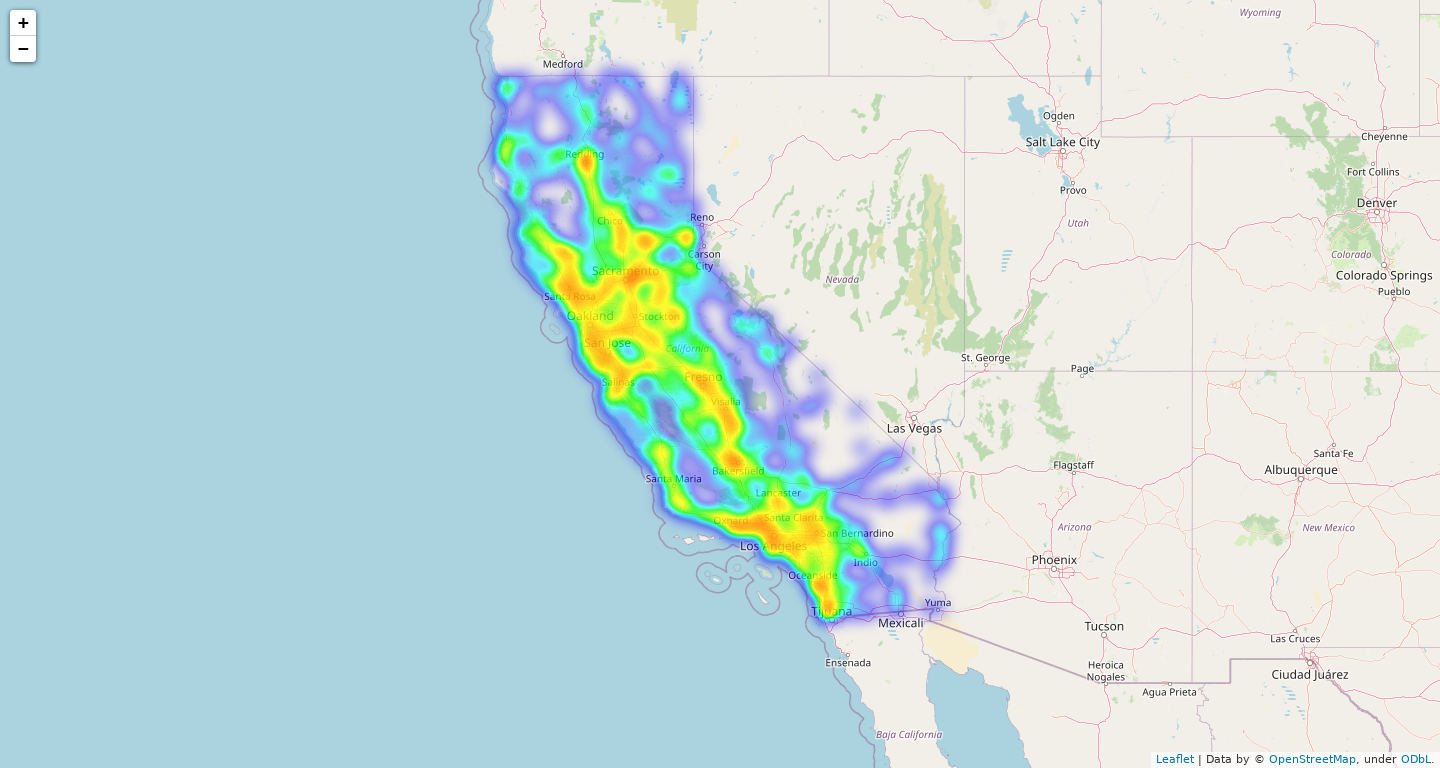 +
−
Wyoming
Medford
Ogden
Salt Lake City
Cheyenne
Redding
Fort Collins
Provo
Denver
Chico
Reno
Utah
Carson
City
Colorado
Sacramento
Colorado Springs
Nevada
Pueblo
Santa Rosa
Oakland
Stockton
San Jose
California
St. George
Page
Salinas
Fresno
Visalia
Las Vegas
Santa Fe
Flagstaff
Albuquerque
Bakersfield
Santa Maria
Lancaster
Oxnard
Santa Clarita
Arizona
New Mexico
San Bernardino
Los Angeles
Indio
Phoenix
Oceanside
Yuma
Tijuana
Mexicali
Tucson
Las Cruces
Ensenada
Heroica
Nogales
Ciudad Juárez
Agua Prieta
Baja California
Leaflet | Data by © OpenStreetMap, under ODbL.